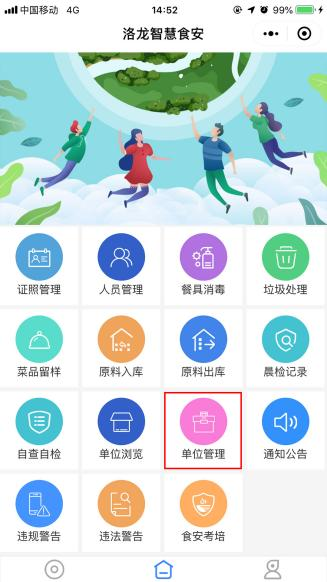 中国移动 4G 14:52 99%
洛龙智慧食安
证照管理 人员管理 餐具消毒 垃圾处理
菜品留样 原料入库 原料出库 晨检记录
自查自检 单位浏览 单位管理 通知公告
违规警告 违法警告 食安考培